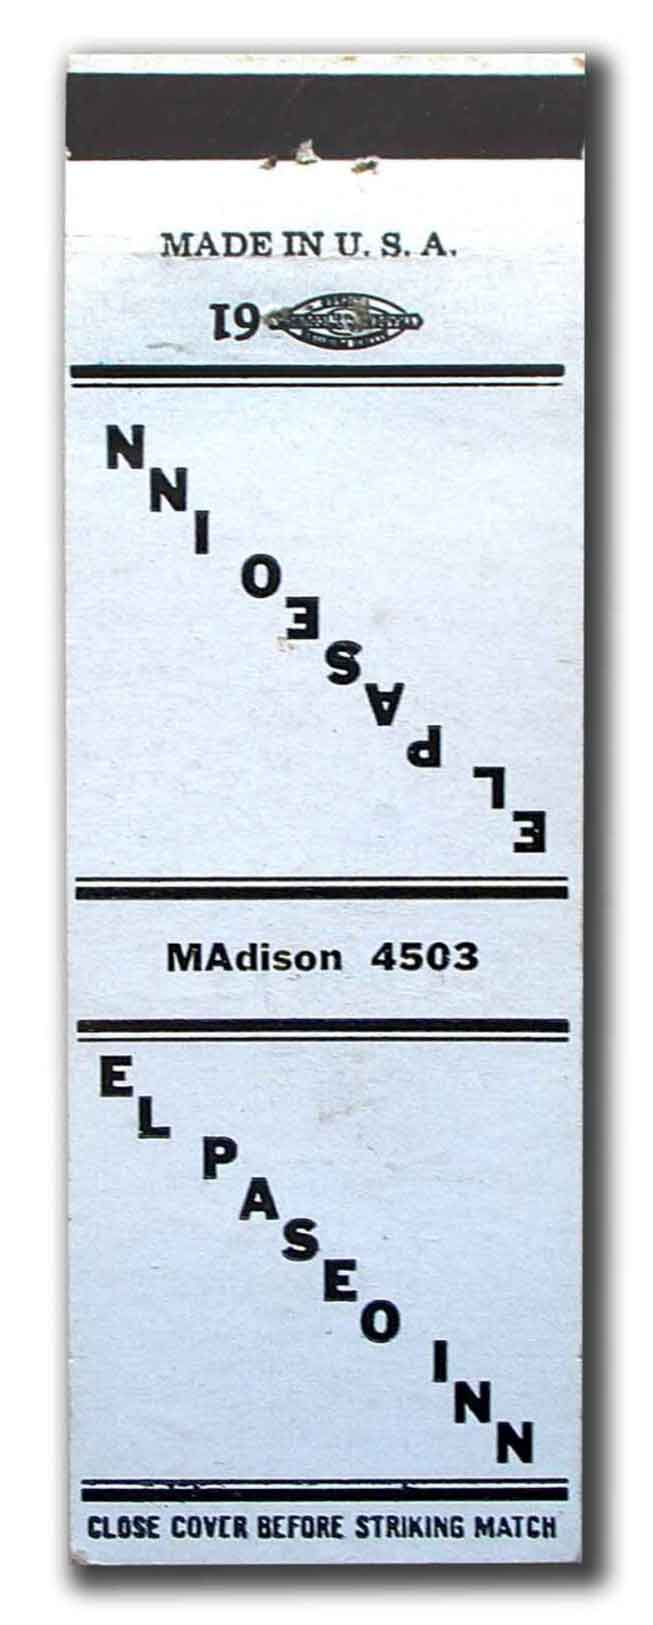 MADE IN U. S. A.
19
EL PASEO INN
MAdison 4503
EL PASEO INN
CLOSE COVER BEFORE STRIKING MATCH